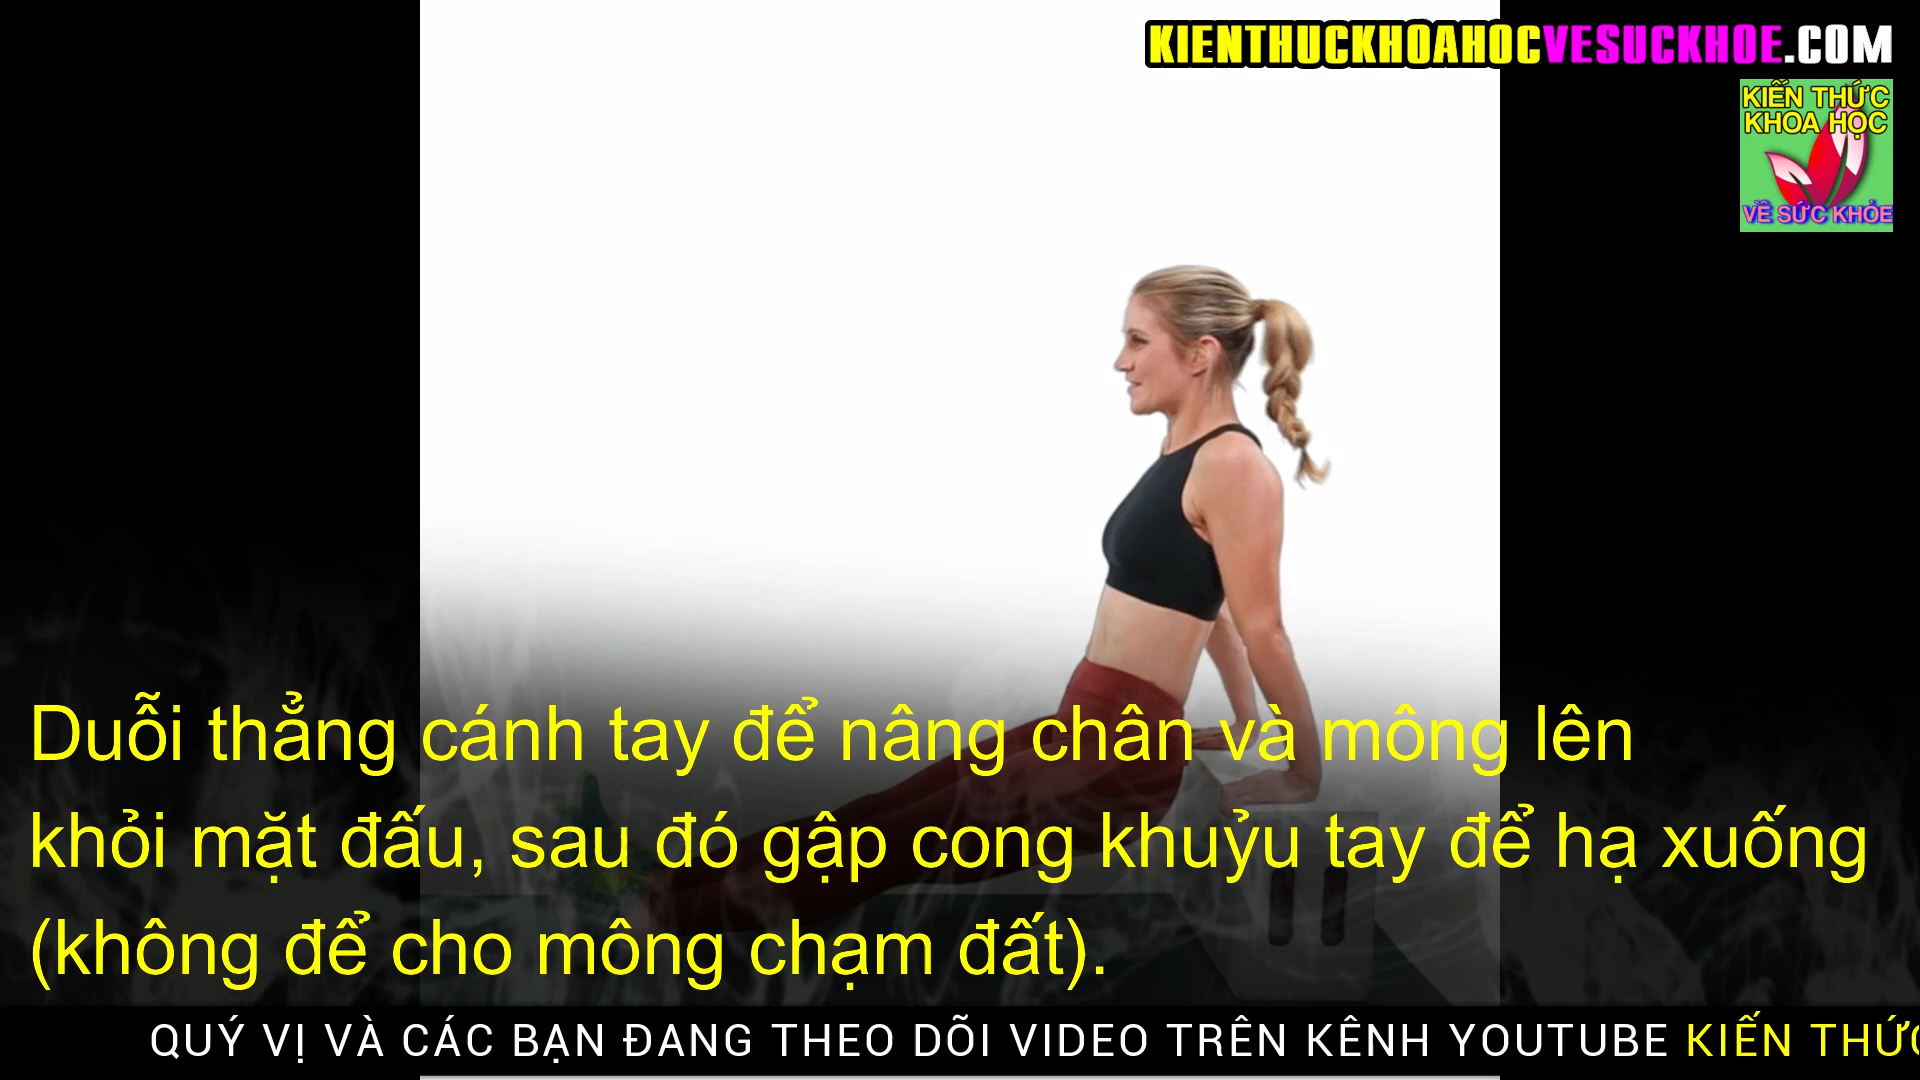 KIENTHUCKHOAHOCVESUCKHOE.COM
KIẾN THỨC
KHOA HỌC
VỀ SỨC KHỎE
Duỗi thẳng cánh tay để nâng chân và mông lên
khỏi mặt đấu, sau đó gập cong khuỷu tay để hạ xuống
(không để cho mông chạm đất).
QUÝ VỊ VÀ CÁC BẠN ĐANG THEO DÕI VIDEO TRÊN KÊNH YOUTUBE KIẾN THỨC